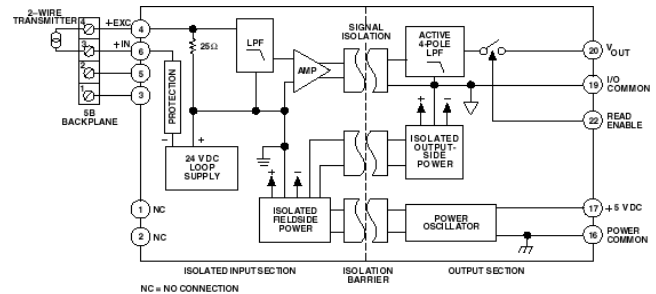 2–WIRE
TRANSMITTER
4
3
2
1
5B
BACKPLANE
+EXC
+IN
4
6
5
3
1
NC
2
NC
PROTECTION
–
+
25Ω
24 VDC
LOOP
SUPPLY
LPF
AMP
+
–
ISOLATED
FIELDSIDE
POWER
SIGNAL
ISOLATION
ACTIVE
4-POLE
LPF
+
–
ISOLATED
OUTPUT-
SIDE
POWER
POWER
OSCILLATOR
20
VOUT
19
I/O
COMMON
22
READ
ENABLE
17
+5 VDC
16
POWER
COMMON
ISOLATED INPUT SECTION
ISOLATION
BARRIER
OUTPUT SECTION
NC = NO CONNECTION